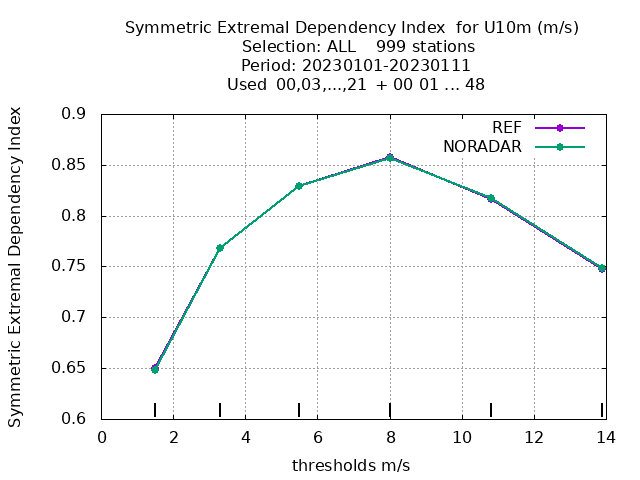 Symmetric Extremal Dependency Index  for U10m (m/s)
Selection: ALL    999 stations
Period: 20230101-20230111
Used  00,03,...,21  + 00 01 ... 48
REF
NORADAR
Symmetric Extremal Dependency Index
0.9
0.85
0.8
0.75
0.7
0.65
0.6
0 2 4 6 8 10 12 14
thresholds m/s